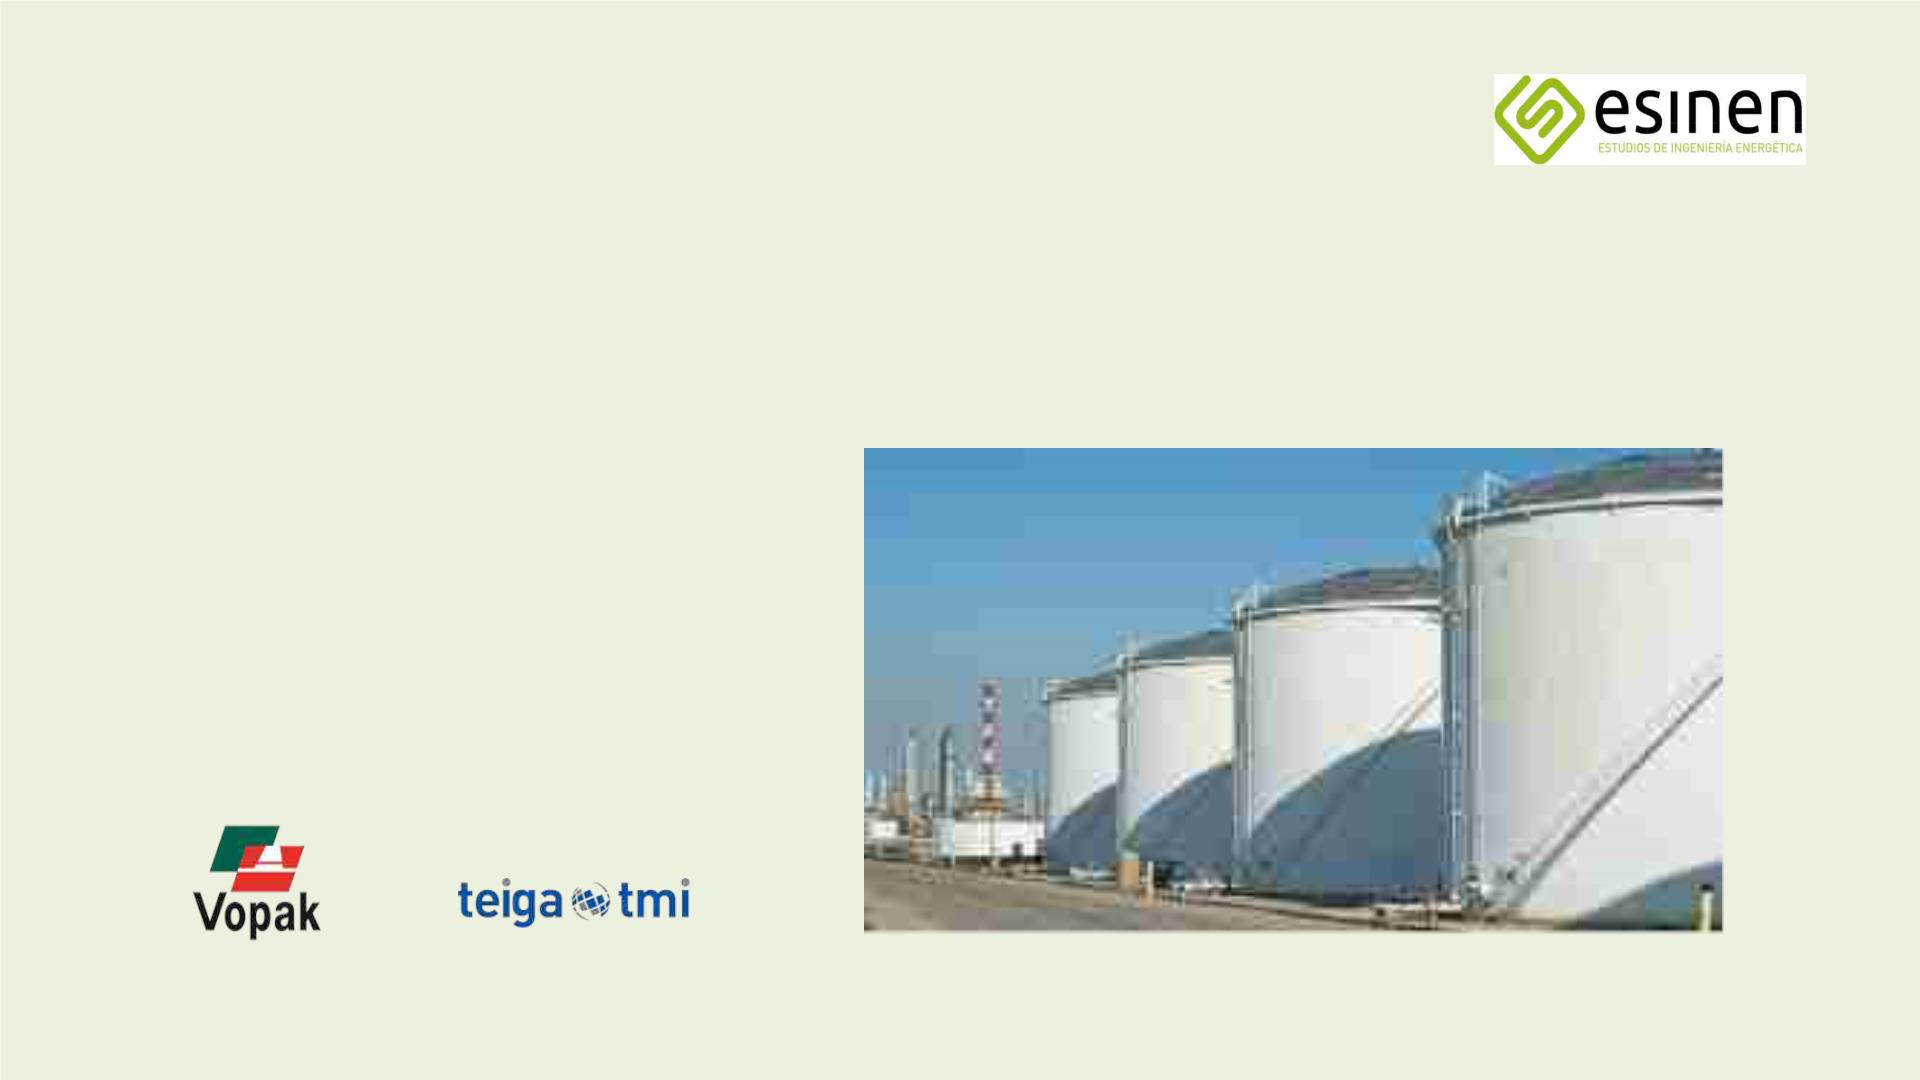 esinen
ESTUDIOS DE INGENIERÍA ENERGÉTICA
Vopak
teiga tmi